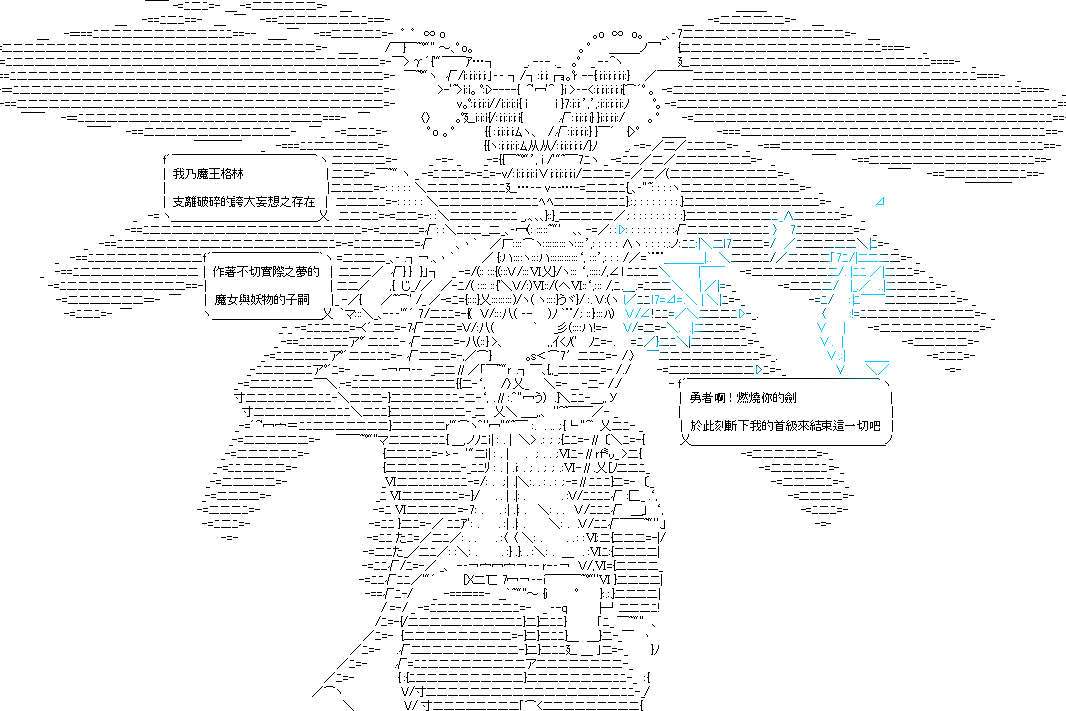 我乃魔王格林
支離破碎的誇大妄想之存在
作著不切實際之夢的
魔女與妖物的子嗣
勇者啊！燃燒你的劍
於此刻斬下我的首級來結束這一切吧